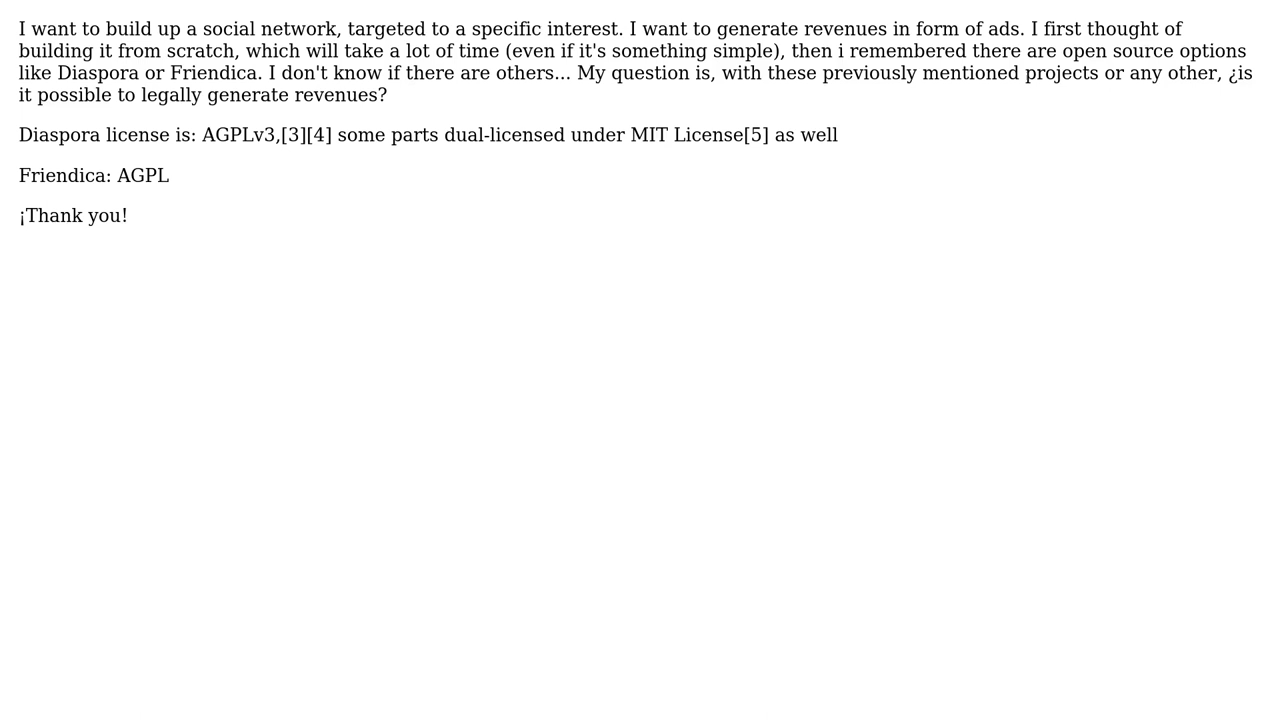 I want to build up a social network, targeted to a specific interest. I want to generate revenues in form of ads. I first thought of
building it from scratch, which will take a lot of time (even if it's something simple), then i remembered there are open source options
like Diaspora or Friendica. I don't know if there are others... My question is, with these previously mentioned projects or any other, ¿is
it possible to legally generate revenues?
Diaspora license is: AGPLv3,[3][4] some parts dual-licensed under MIT License[5] as well
Friendica: AGPL
¡Thank you!